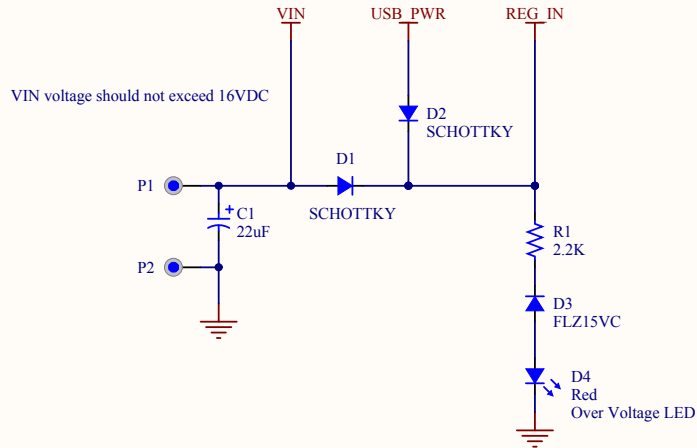 VIN
USB_PWR
REG_IN
VIN voltage should not exceed 16VDC
D2
SCHOTTKY
D1
SCHOTTKY
P1
+
C1
22uF
R1
2.2K
P2
D3
FLZ15VC
D4
Red
Over Voltage LED